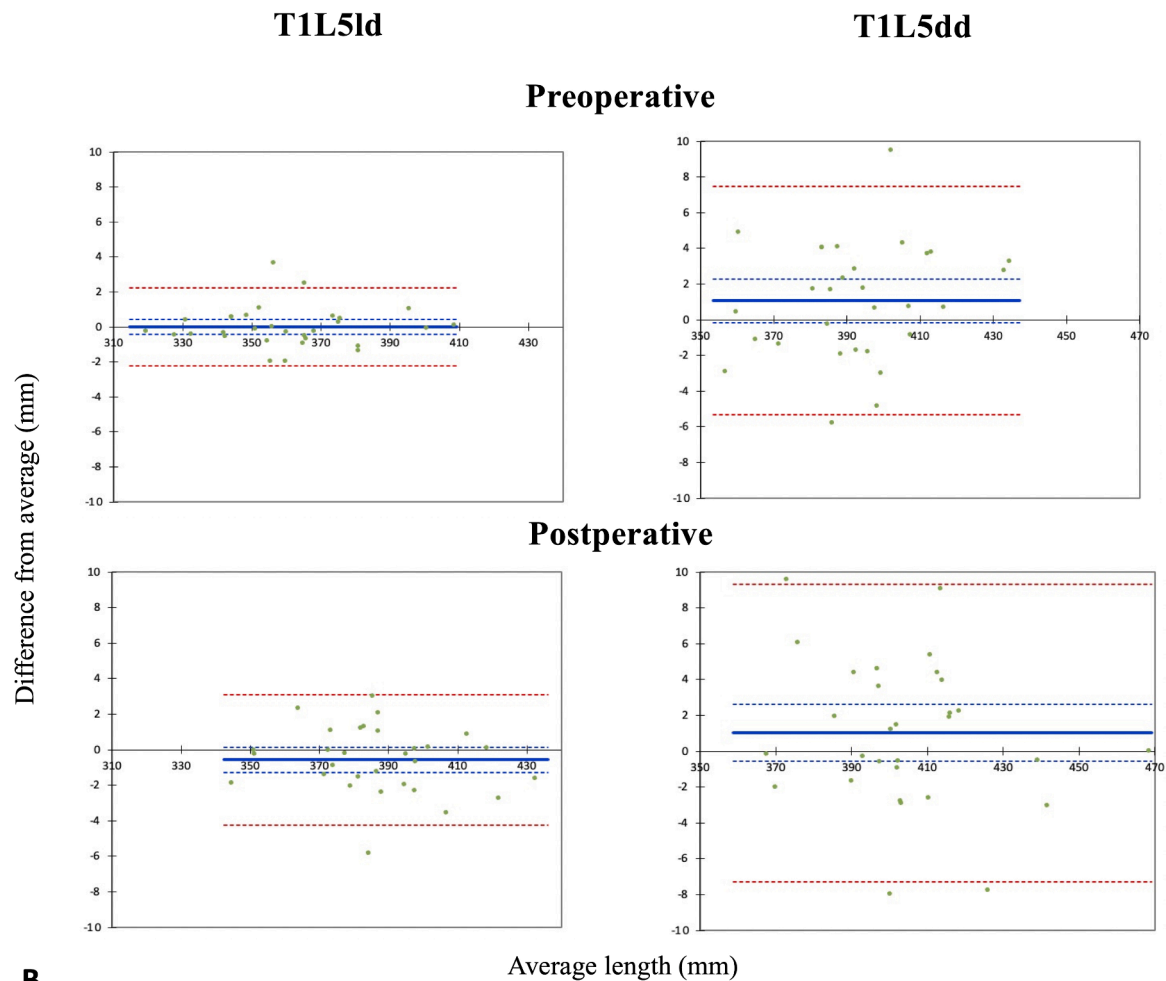 T1L5ld T1L5dd
Preoperative
10 10
8 8
6 6
4 4
2 2
0 0
310 330 350 370 390 410 430 350 370 390 410 430 450 470
-2 -2
-4 -4
-6 -6
-8 -8
-10 -10
Difference from average (mm)
Postperative
10 10
8 8
6 6
4 4
2 2
0 0
310 330 350 370 390 410 430 350 370 390 410 430 450 470
-2 -2
-4 -4
-6 -6
-8 -8
-10 -10
Average length (mm)
B